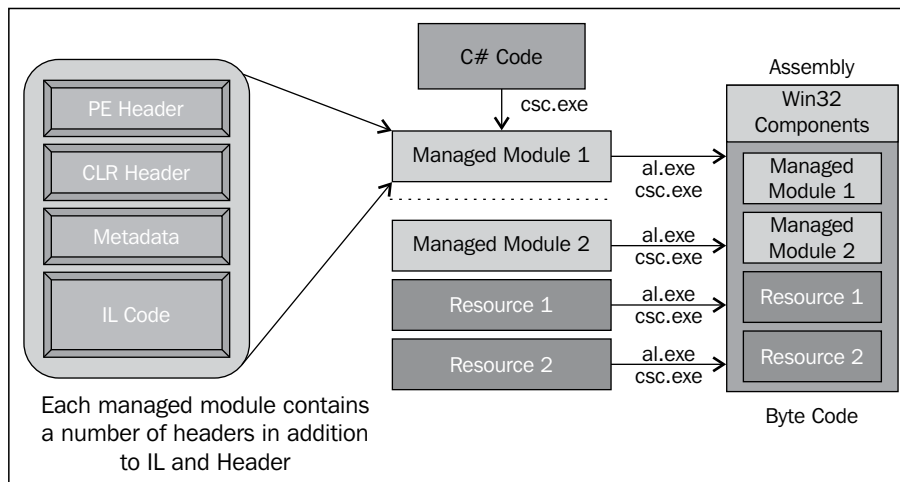 PE Header
CLR Header
Metadata
IL Code
Each managed module contains
a number of headers in addition
to IL and Header
C# Code
csc.exe
Managed Module 1
Managed Module 2
Resource 1
Resource 2
al.exe
csc.exe
al.exe
csc.exe
al.exe
csc.exe
al.exe
csc.exe
Assembly
Win32
Components
Managed
Module 1
Managed
Module 2
Resource 1
Resource 2
Byte Code